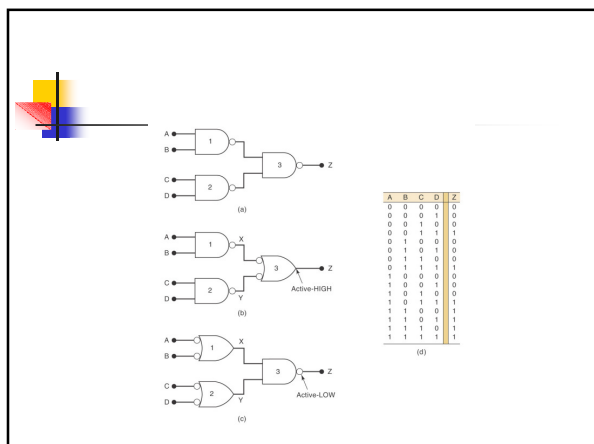 A
B
1
C
D
2
3
Z
(a)
A
B
1
X
C
D
2
Y
3
Z
Active-HIGH
(b)
A
B
1
X
C
D
2
Y
3
Z
Active-LOW
(c)
A B C D Z
0 0 0 0 0
0 0 0 1 0
0 0 1 0 0
0 0 1 1 1
0 1 0 0 0
0 1 0 1 0
0 1 1 0 0
0 1 1 1 1
1 0 0 0 0
1 0 0 1 0
1 0 1 0 0
1 0 1 1 1
1 1 0 0 1
1 1 0 1 1
1 1 1 0 1
1 1 1 1 1
(d)